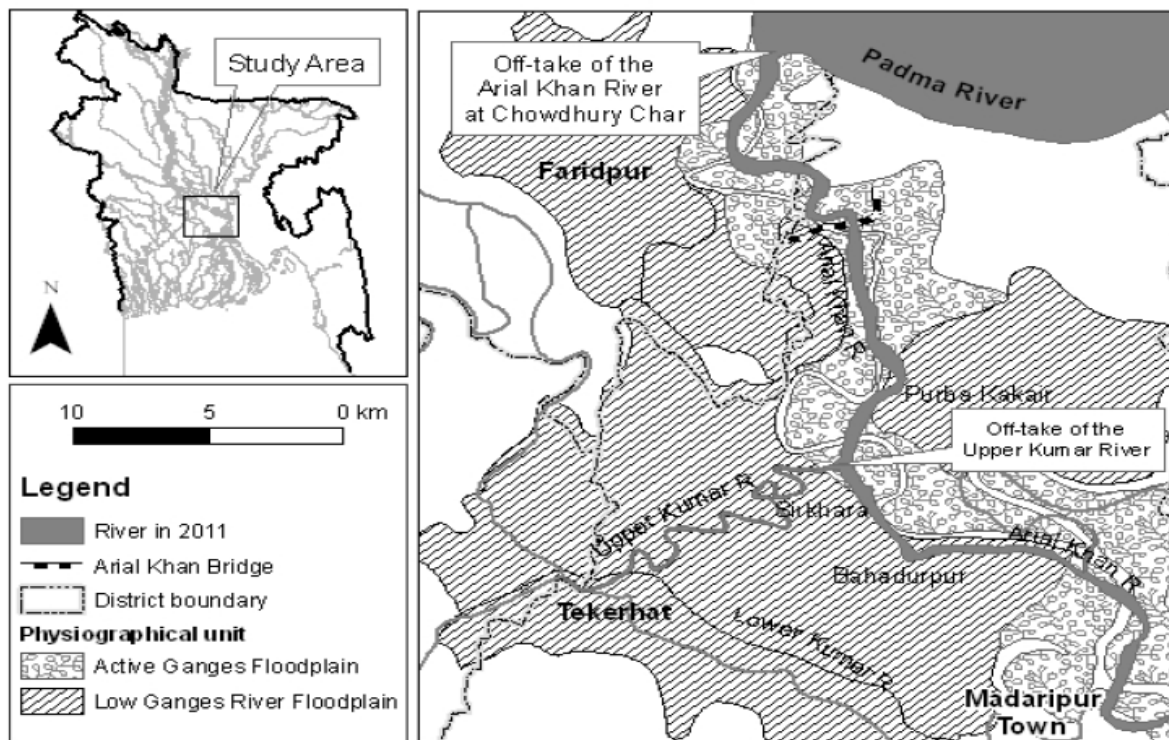 Study Area
N
10 5 0 km
Legend
River in 2011
Arial Khan Bridge
District boundary
Physiographical unit
Active Ganges Floodplain
Low Ganges River Floodplain
Off-take of the
Arial Khan River
at Chowdhury Char
Padma River
Faridpur
Arial Khan R.
Purba Kakair
Off-take of the
Upper Kumar River
Upper Kumar R.
Sirkhara
Arial Khan R.
Bahadurpur
Tekerhat
Lower Kumar R.
Madaripur
Town